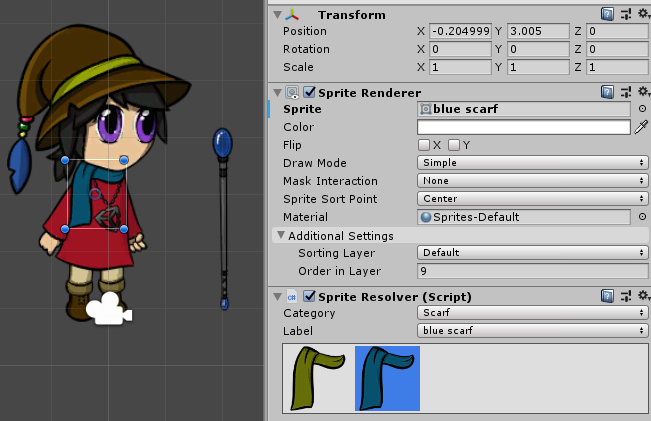 Transform
Position X -0.204999 Y 3.005 Z 0
Rotation X 0 Y 0 Z 0
Scale X 1 Y 1 Z 1
Sprite Renderer
Sprite blue scarf
Color
Flip X Y
Draw Mode Simple
Mask Interaction None
Sprite Sort Point Center
Material Sprites-Default
Additional Settings
Sorting Layer Default
Order in Layer 9
C# Sprite Resolver (Script)
Category Scarf
Label blue scarf